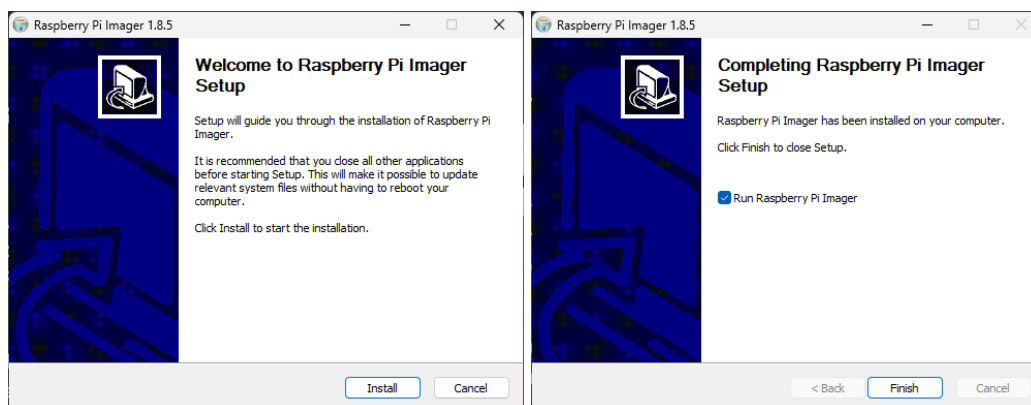 Raspberry Pi Imager 1.8.5
Welcome to Raspberry Pi Imager
Setup
Setup will guide you through the installation of Raspberry Pi
Imager.
It is recommended that you close all other applications
before starting Setup. This will make it possible to update
relevant system files without having to reboot your
computer.
Click Install to start the installation.
Install
Cancel
Raspberry Pi Imager 1.8.5
Completing Raspberry Pi Imager
Setup
Raspberry Pi Imager has been installed on your computer.
Click Finish to close Setup.
Run Raspberry Pi Imager
< Back
Finish
Cancel